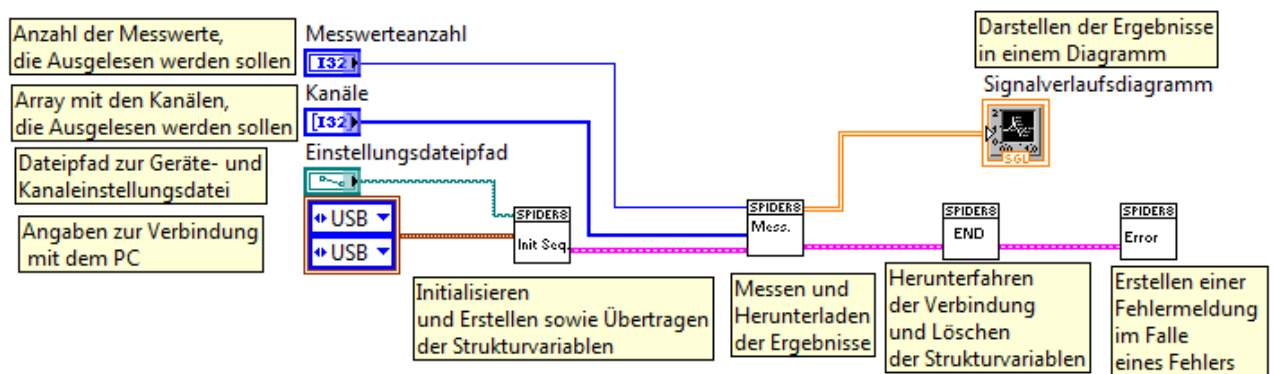 Anzahl der Messwerte,
die Ausgelesen werden sollen
Messwerteanzahl
I32
Array mit den Kanälen,
die Ausgelesen werden sollen
Kanäle
[I32]
Dateipfad zur Geräte- und
Kanaleinstellungsdatei
Einstellungsdateipfad
Angaben zur Verbindung
mit dem PC
USB
USB
SPIDER8
Init Seq.
Initialisieren
und Erstellen sowie Übertragen
der Strukturvariablen
SPIDER8
Mess.
Messen und
Herunterladen
der Ergebnisse
Darstellen der Ergebnisse
in einem Diagramm
Signalverlaufsdiagramm
SGL
SPIDER8
END
Herunterfahren
der Verbindung
und Löschen
der Strukturvariablen
SPIDER8
Error
Erstellen einer
Fehlermeldung
im Falle
eines Fehlers